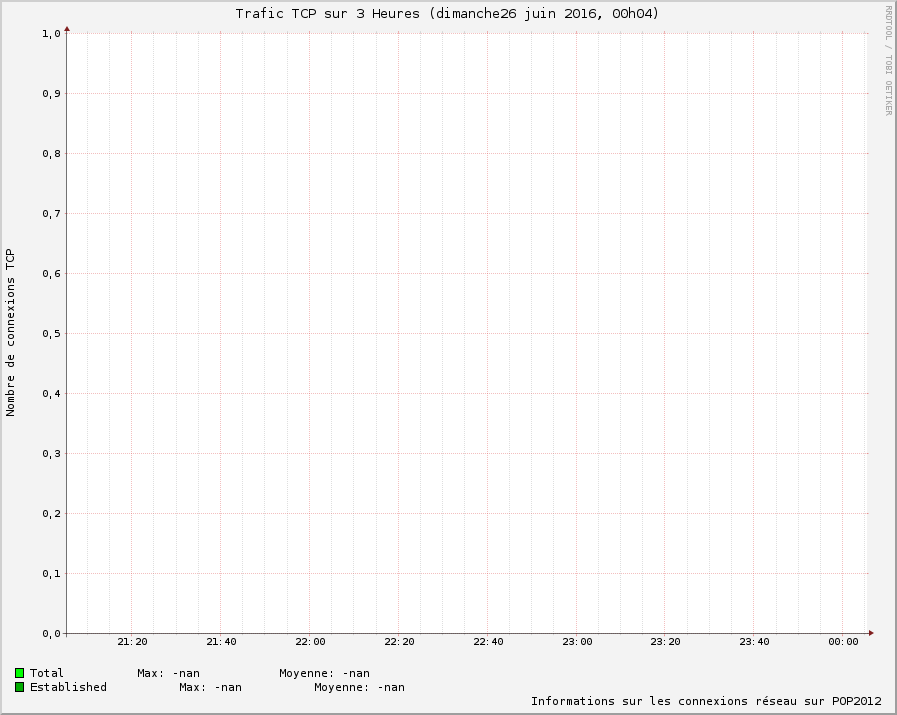 Trafic TCP sur 3 Heures (dimanche26 juin 2016, 00h04)
RRDTOOL / TOBI OETIKER
Nombre de connexions TCP
1,0
0,9
0,8
0,7
0,6
0,5
0,4
0,3
0,2
0,1
0,0
21:20 21:40 22:00 22:20 22:40 23:00 23:20 23:40 00:00
Total Max: -nan Moyenne: -nan
Established Max: -nan Moyenne: -nan
Informations sur les connexions réseau sur POP2012